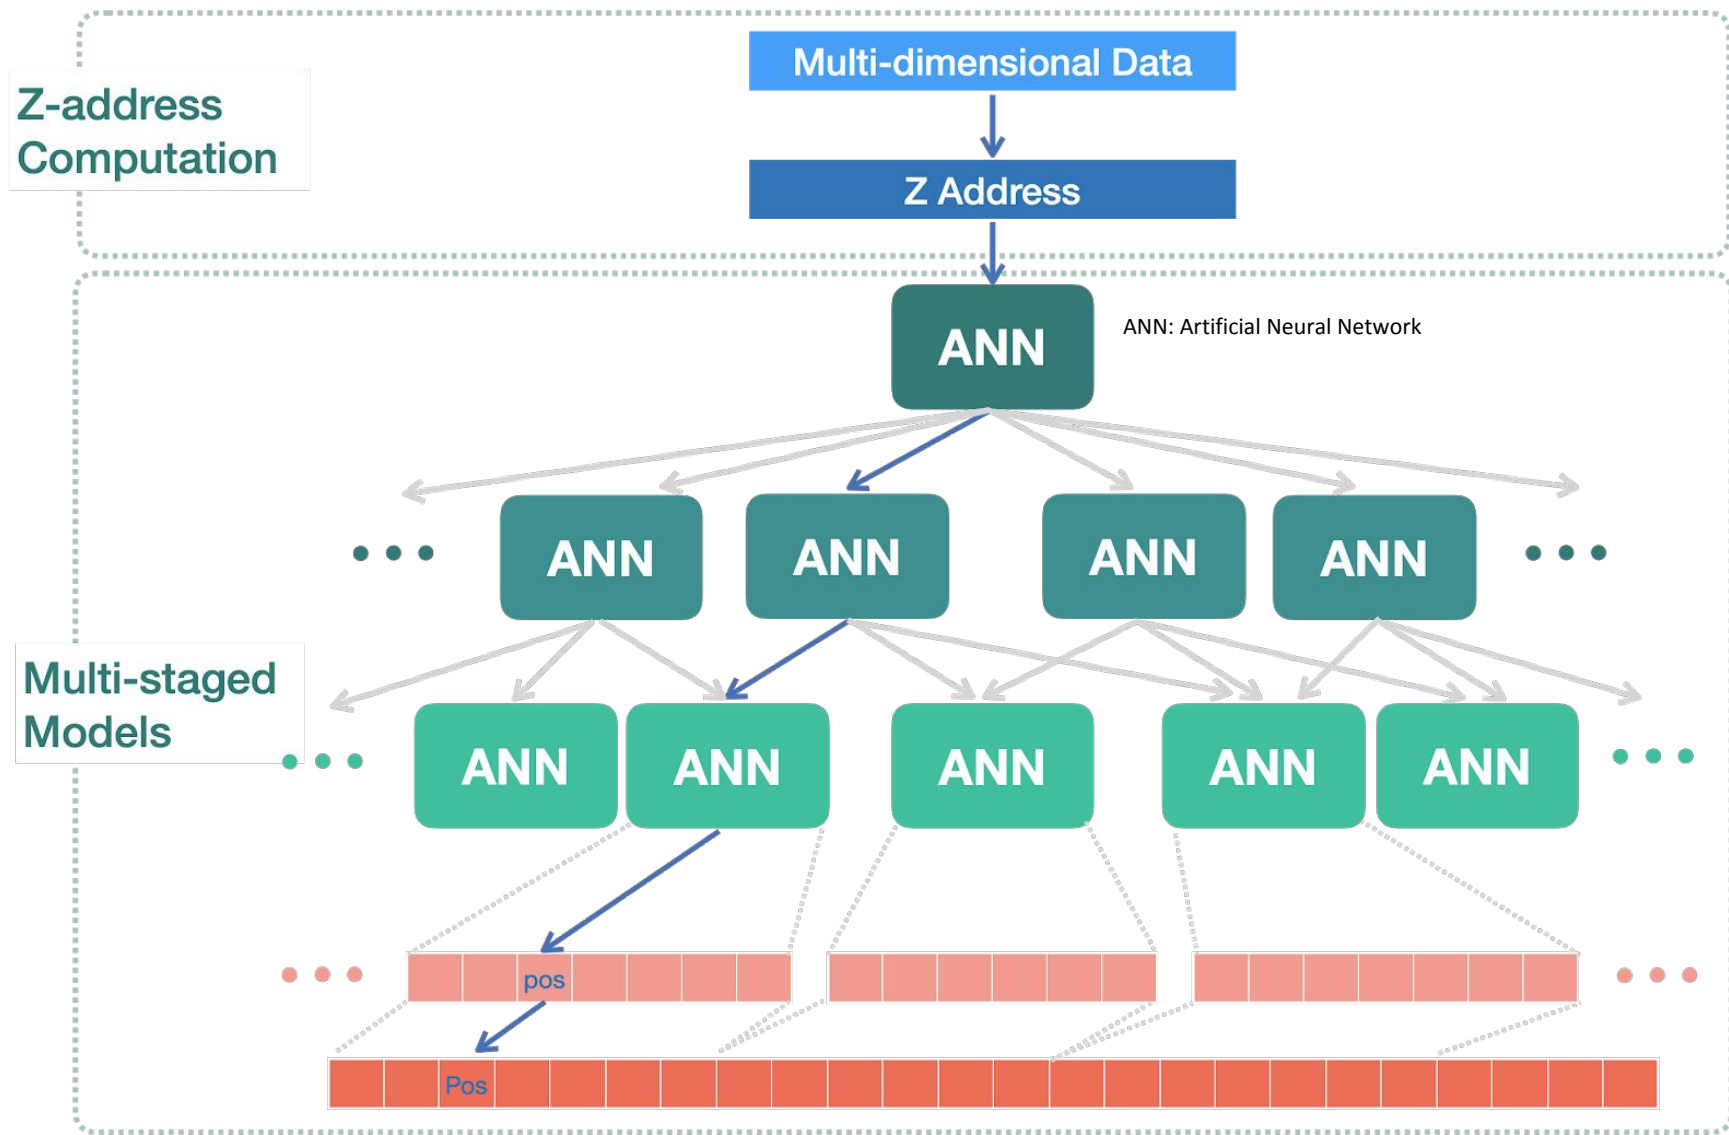 Multi-dimensional Data
Z-address
Computation
Z Address
ANN
ANN: Artificial Neural Network
ANN
ANN
ANN
ANN
Multi-staged
Models
ANN
ANN
ANN
ANN
ANN
pos
Pos